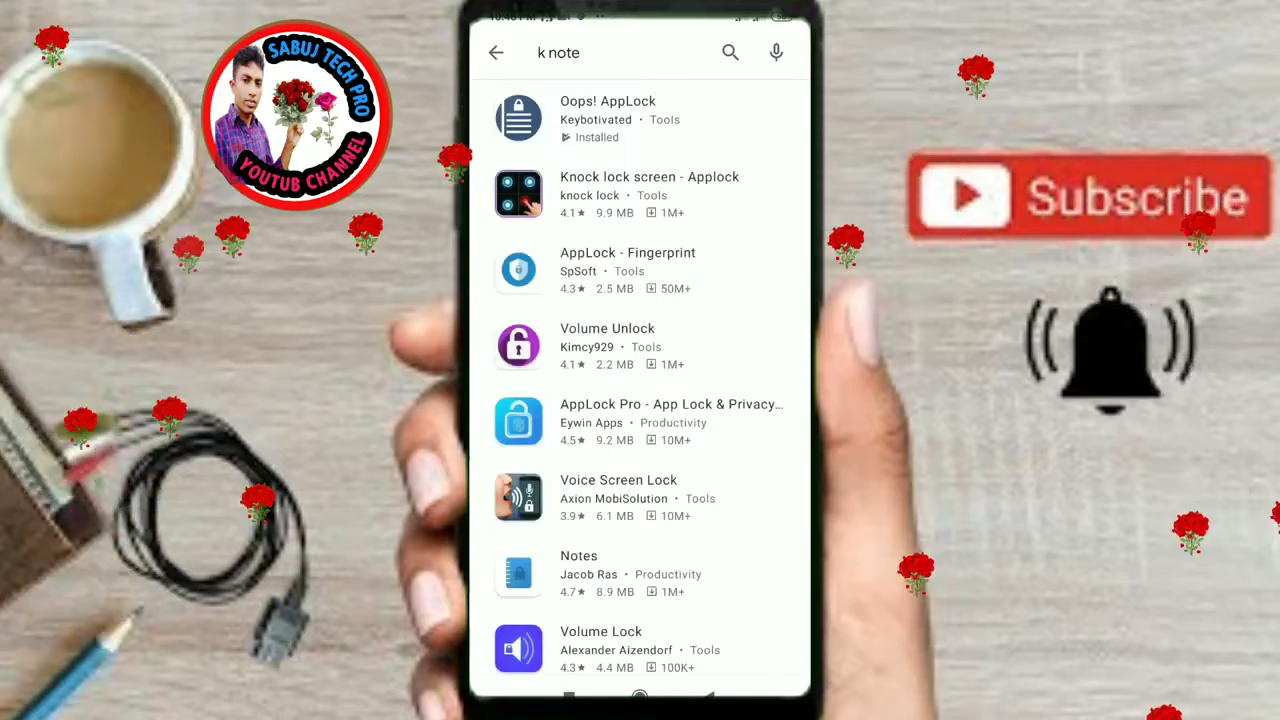 SABUJ TECH PRO
YOUTUB CHANNEL
k note
Oops! AppLock
Keybotivated • Tools
Installed
Knock lock screen - Applock
knock lock • Tools
4.1★ 9.9 MB 1M+
AppLock - Fingerprint
SpSoft • Tools
4.3★ 2.5 MB 50M+
Volume Unlock
Kimcy929 • Tools
4.1★ 2.2 MB 1M+
AppLock Pro - App Lock & Privacy…
Eywin Apps • Productivity
4.5★ 9.2 MB 10M+
Voice Screen Lock
Axion MobiSolution • Tools
3.9★ 6.1 MB 10M+
Notes
Jacob Ras • Productivity
4.7★ 8.9 MB 1M+
Volume Lock
Alexander Aizendorf • Tools
4.3★ 4.4 MB 100K+
Subscribe